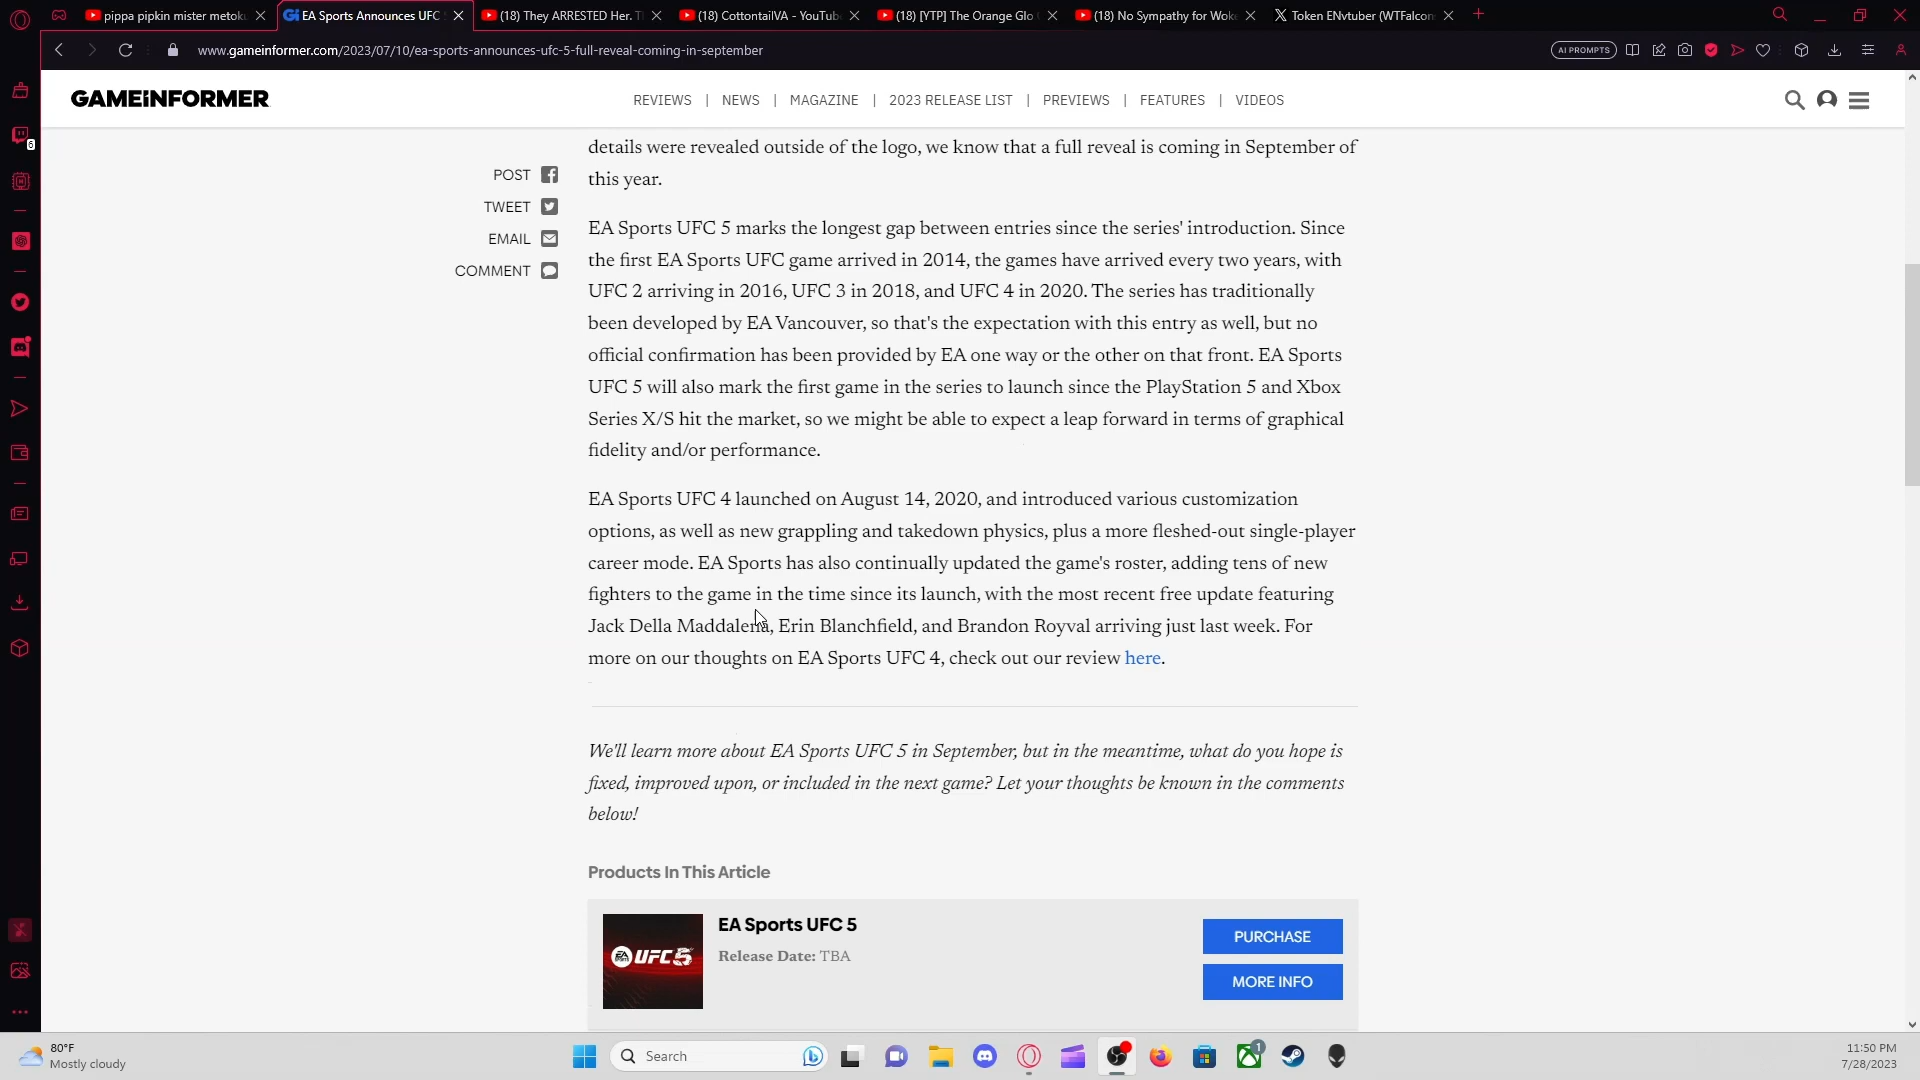 pippa pipkin mister metoku
EA Sports Announces UFC
(18) They ARRESTED Her. T
(18) CottontailVA - YouTub
(18) [YTP] The Orange Glo
(18) No Sympathy for Wok
Token ENvtuber (WTFalcon
www.gameinformer.com/2023/07/10/ea-sports-announces-ufc-5-full-reveal-coming-in-september
AI PROMPTS
6
GAMEiNFORMER
REVIEWS | NEWS | MAGAZINE | 2023 RELEASE LIST | PREVIEWS | FEATURES | VIDEOS
POST
TWEET
EMAIL
COMMENT
details were revealed outside of the logo, we know that a full reveal is coming in September of
this year.
EA Sports UFC 5 marks the longest gap between entries since the series' introduction. Since
the first EA Sports UFC game arrived in 2014, the games have arrived every two years, with
UFC 2 arriving in 2016, UFC 3 in 2018, and UFC 4 in 2020. The series has traditionally
been developed by EA Vancouver, so that's the expectation with this entry as well, but no
official confirmation has been provided by EA one way or the other on that front. EA Sports
UFC 5 will also mark the first game in the series to launch since the PlayStation 5 and Xbox
Series X/S hit the market, so we might be able to expect a leap forward in terms of graphical
fidelity and/or performance.
EA Sports UFC 4 launched on August 14, 2020, and introduced various customization
options, as well as new grappling and takedown physics, plus a more fleshed-out single-player
career mode. EA Sports has also continually updated the game's roster, adding tens of new
fighters to the game in the time since its launch, with the most recent free update featuring
Jack Della Maddalena, Erin Blanchfield, and Brandon Royval arriving just last week. For
more on our thoughts on EA Sports UFC 4, check out our review here.
We'll learn more about EA Sports UFC 5 in September, but in the meantime, what do you hope is
fixed, improved upon, or included in the next game? Let your thoughts be known in the comments
below!
Products In This Article
EA SPORTS UFC 5
EA Sports UFC 5
Release Date: TBA
PURCHASE
MORE INFO
80°F
Mostly cloudy
Search
1
11:50 PM
7/28/2023